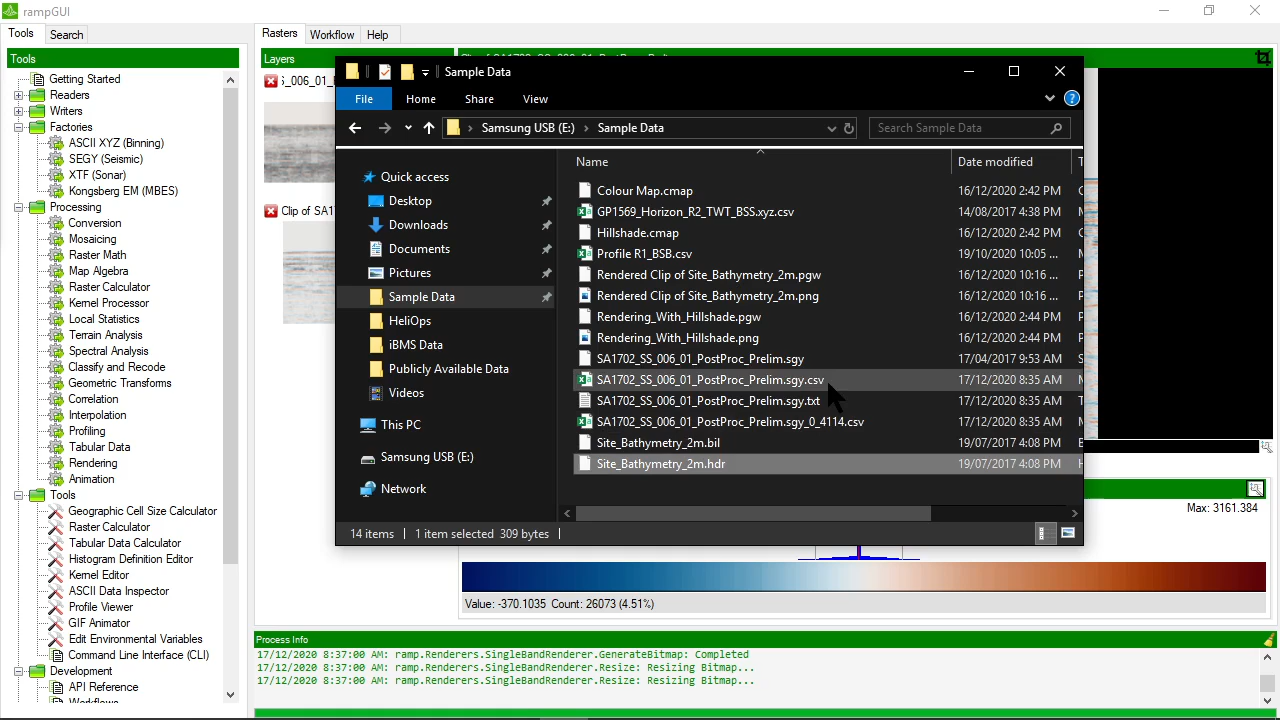 rampGUI
Tools
Search
Rasters
Workflow
Help
Tools
Getting Started
Readers
Writers
Factories
ASCII XYZ (Binning)
SEGY (Seismic)
XTF (Sonar)
Kongsberg EM (MBES)
Processing
Conversion
Mosaicing
Raster Math
Map Algebra
Raster Calculator
Kernel Processor
Local Statistics
Terrain Analysis
Spectral Analysis
Classify and Recode
Geometric Transforms
Correlation
Interpolation
Profiling
Tabular Data
Rendering
Animation
Tools
Geographic Cell Size Calculator
Raster Calculator
Tabular Data Calculator
Histogram Definition Editor
Kernel Editor
ASCII Data Inspector
Profile Viewer
GIF Animator
Edit Environmental Variables
Command Line Interface (CLI)
Development
API Reference
Layers
Clip of SA1
Sample Data
File
Home
Share
View
Samsung USB (E:)
Sample Data
Search Sample Data
Quick access
Desktop
Downloads
Documents
Pictures
Sample Data
HeliOps
iBMS Data
Publicly Available Data
Videos
This PC
Samsung USB (E:)
Network
Name
Date modified
Colour Map.cmap 16/12/2020 2:42 PM
GP1569_Horizon_R2_TWT_BSS.xyz.csv 14/08/2017 4:38 PM
Hillshade.cmap 16/12/2020 2:42 PM
Profile B1_BSB.csv 19/10/2020 10:05 ...
Rendered Clip of Site_Bathymetry_2m.pgw 16/12/2020 10:16 ...
Rendered Clip of Site_Bathymetry_2m.png 16/12/2020 10:16 ...
Rendering_With_Hillshade.pgw 16/12/2020 2:44 PM
Rendering_With_Hillshade.png 16/12/2020 2:44 PM
SA1702_SS_006_01_PostProc_Prelim.sgy 17/04/2017 9:53 AM
SA1702_SS_006_01_PostProc_Prelim.sgy.csv 17/12/2020 8:35 AM
SA1702_SS_006_01_PostProc_Prelim.sgy.txt 17/12/2020 8:35 AM
SA1702_SS_006_01_PostProc_Prelim.sgy_0_4114.csv 17/12/2020 8:35 AM
Site_Bathymetry_2m.bil 19/07/2017 4:08 PM
Site_Bathymetry_2m.hdr 19/07/2017 4:08 PM
14 items
1 item selected 309 bytes
Max: 3161.384
Value: -370.1035 Count: 26073 (4.51%)
Process Info
17/12/2020 8:37:00 AM: ramp.Renderers.SingleBandRenderer.GenerateBitmap: Completed
17/12/2020 8:37:00 AM: ramp.Renderers.SingleBandRenderer.Resize: Resizing Bitmap...
17/12/2020 8:37:00 AM: ramp.Renderers.SingleBandRenderer.Resize: Resizing Bitmap...